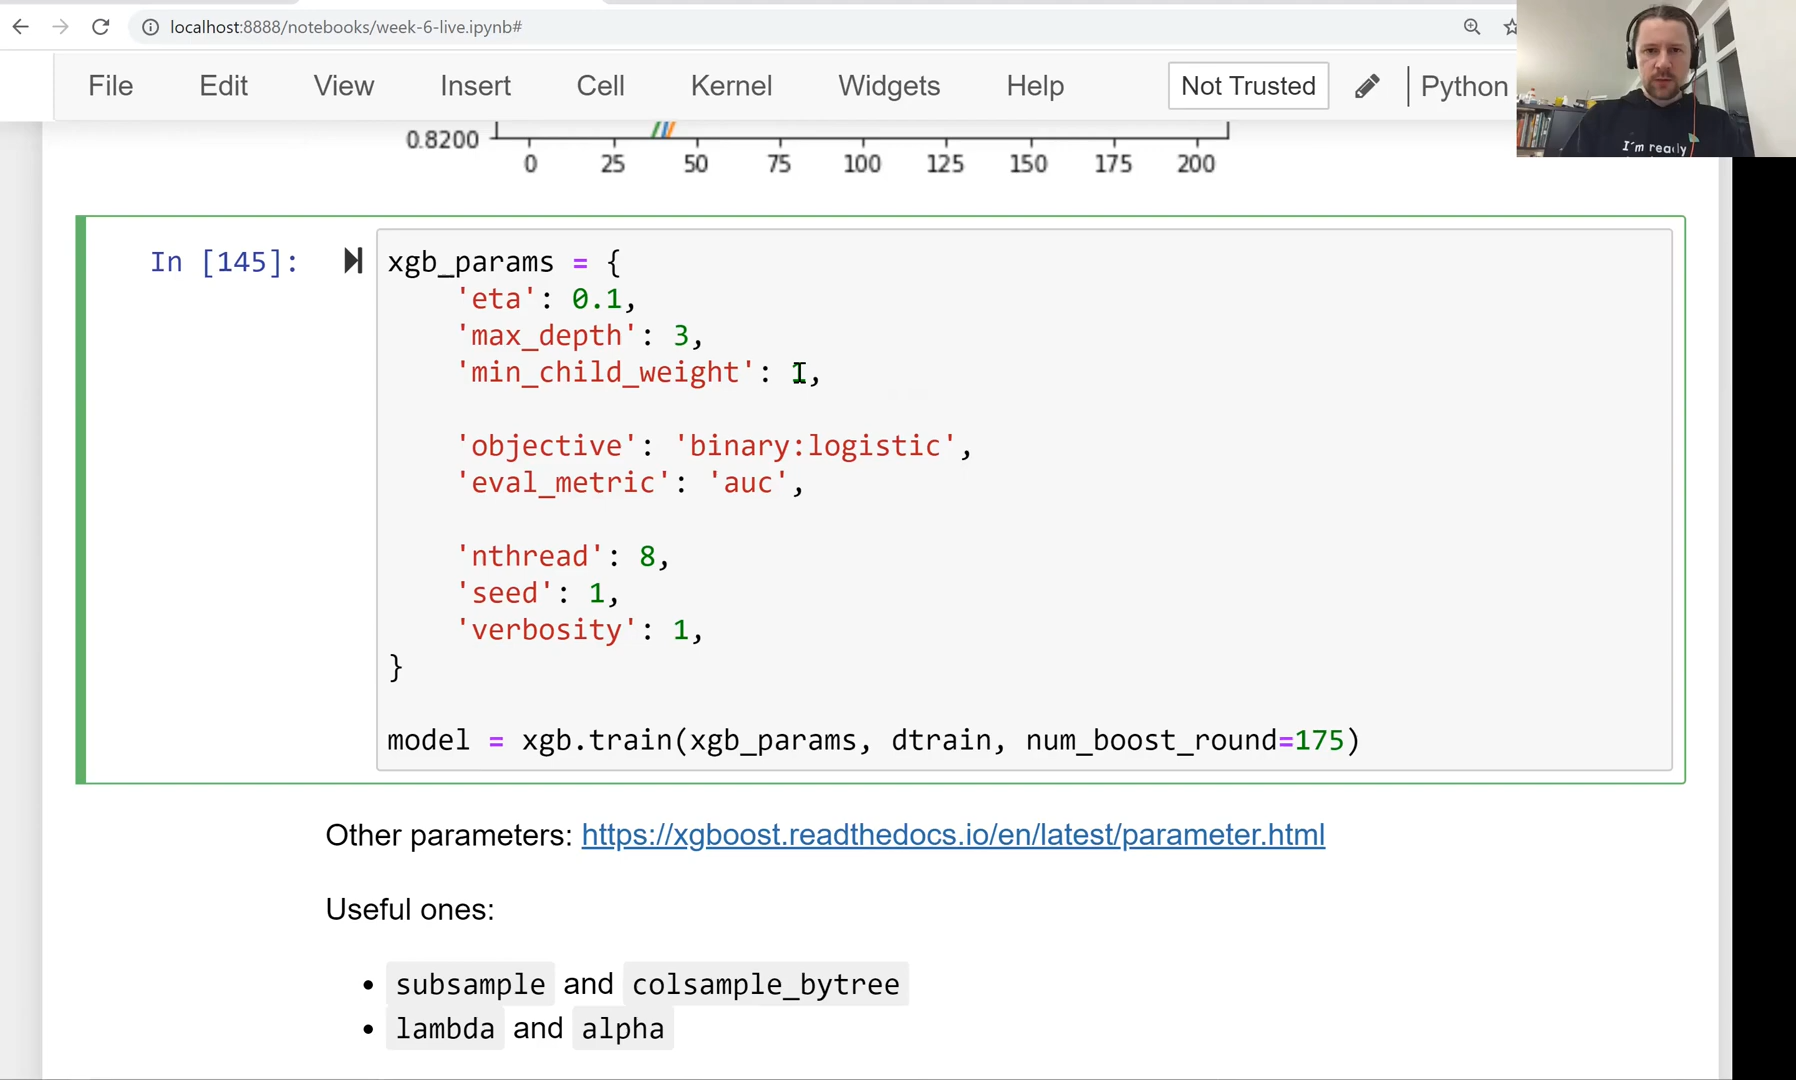 localhost:8888/notebooks/week-6-live.ipynb#
File Edit View Insert Cell Kernel Widgets Help Not Trusted Python
I'm ready
0.8200
0 25 50 75 100 125 150 175 200
In [145]: xgb_params = {
'eta': 0.1,
'max_depth': 3,
'min_child_weight': 1,
'objective': 'binary:logistic',
'eval_metric': 'auc',
'nthread': 8,
'seed': 1,
'verbosity': 1,
}
model = xgb.train(xgb_params, dtrain, num_boost_round=175)
Other parameters: https://xgboost.readthedocs.io/en/latest/parameter.html
Useful ones:
• subsample and colsample_bytree
• lambda and alpha